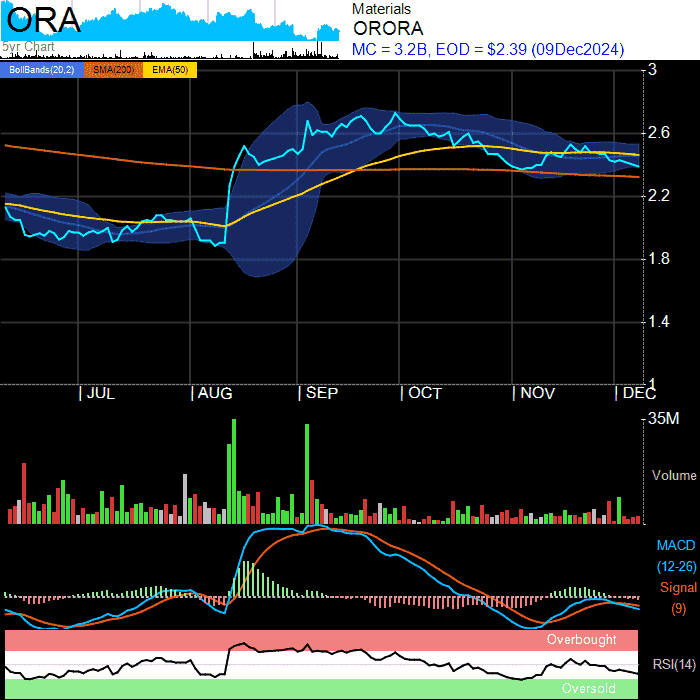 ORA
5yr Chart
Materials
ORORA
MC = 3.2B, EOD = $2.39 (09Dec2024)
BollBands(20,2) SMA(200) EMA(50)
3
2.6
2.2
1.8
1.4
1
JUL AUG SEP OCT NOV DEC
35M
Volume
MACD
(12-26)
Signal
(9)
Overbought
RSI(14)
Oversold